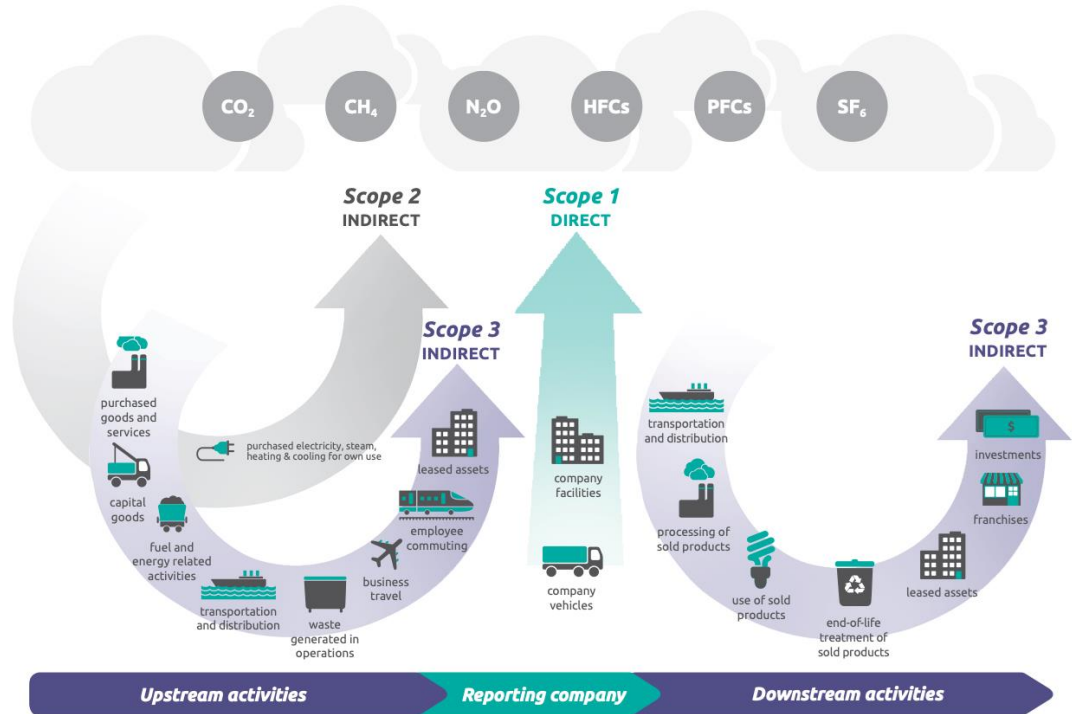 CO₂
CH₄
N₂O
HFCs
PFCs
SF₆
Scope 2
INDIRECT
Scope 1
DIRECT
Scope 3
INDIRECT
Scope 3
INDIRECT
purchased
goods and
services
capital
goods
fuel and
energy related
activities
transportation
and distribution
waste
generated in
operations
business
travel
employee
commuting
leased assets
purchased electricity, steam,
heating & cooling for own use
company
facilities
company
vehicles
transportation
and distribution
processing of
sold products
use of sold
products
end-of-life
treatment of
sold products
leased assets
franchises
$
investments
Upstream activities
Reporting company
Downstream activities